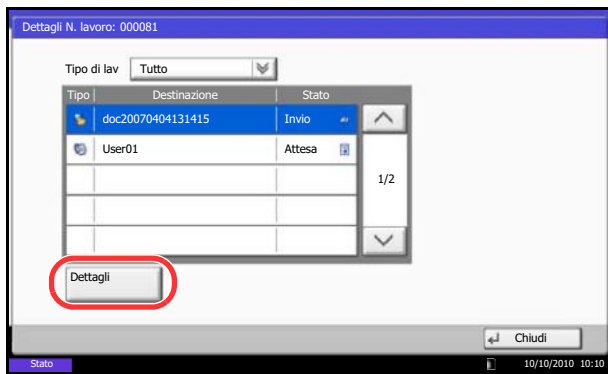 Dettagli N. lavoro: 000081
Tipo di lav Tutto
Tipo Destinazione Stato
doc20070404131415 Invio
User01 Attesa
1/2
Dettagli
Chiudi
Stato 10/10/2010 10:10